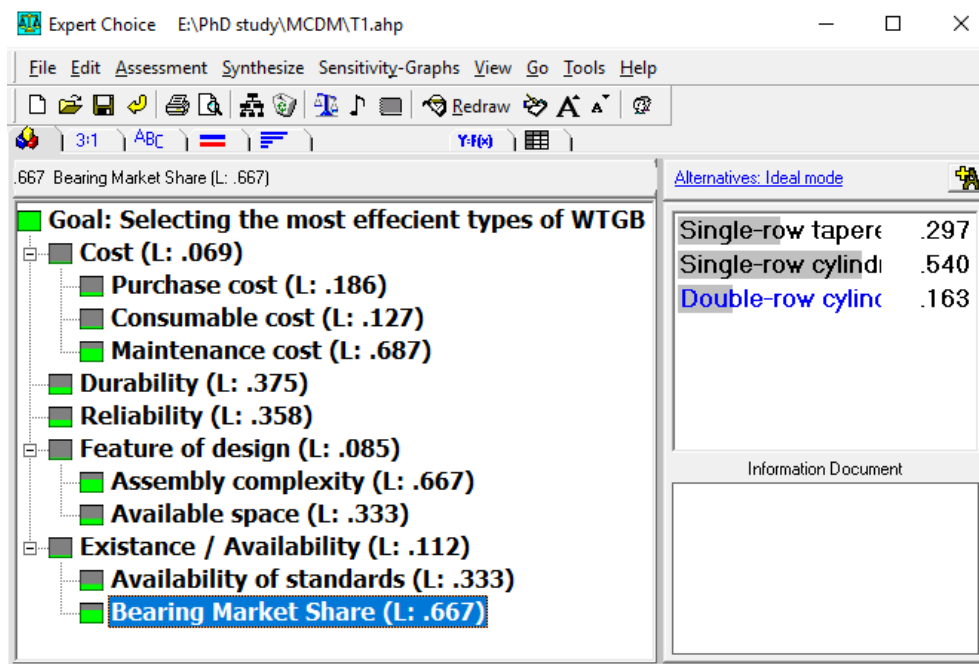 Expert Choice E:\PhD study\MCDM\T1.ahp
File Edit Assessment Synthesize Sensitivity-Graphs View Go Tools Help
Redraw A A
3:1 ABC Y=F(x)
.667 Bearing Market Share (L: .667)
Alternatives: Ideal mode
Goal: Selecting the most effecient types of WTGB
Cost (L: .069)
Purchase cost (L: .186)
Consumable cost (L: .127)
Maintenance cost (L: .687)
Durability (L: .375)
Reliability (L: .358)
Feature of design (L: .085)
Assembly complexity (L: .667)
Available space (L: .333)
Existance / Availability (L: .112)
Availability of standards (L: .333)
Bearing Market Share (L: .667)
Single-row tapere .297
Single-row cylindr .540
Double-row cylinc .163
Information Document